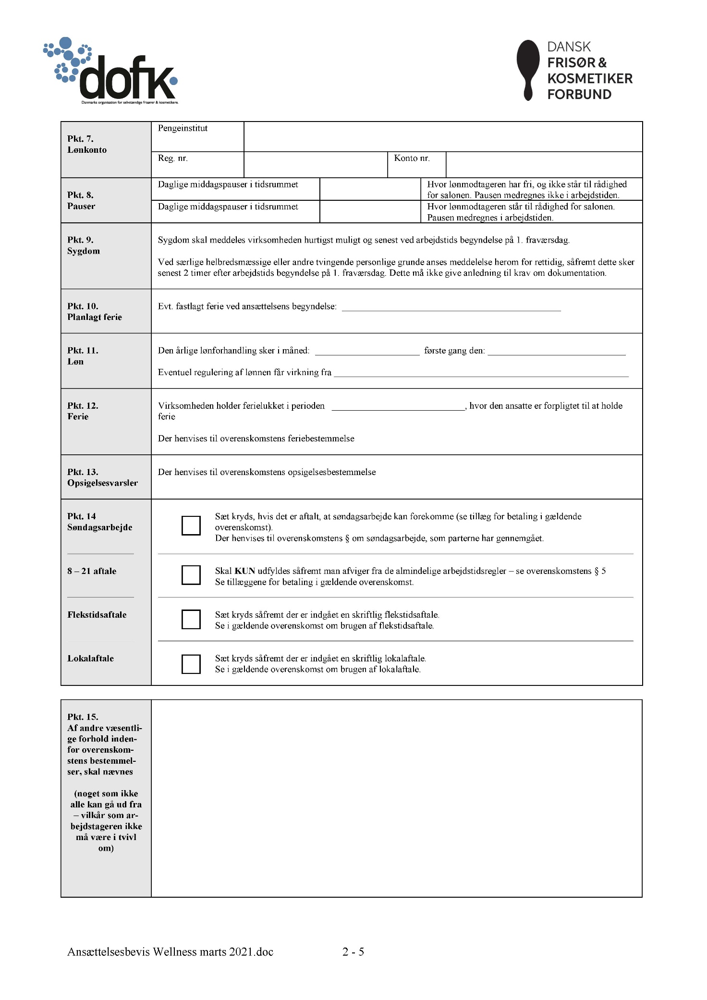 dofk
Danmarks organisation for selvstændige frisører & kosmetikere.
DANSK
FRISØR &
KOSMETIKER
FORBUND
Pkt. 7.
Lønkonto
Pengeinstitut
Reg. nr.
Konto nr.
Pkt. 8.
Pauser
Daglige middagspauser i tidsrummet
Hvor lønmodtageren har fri, og ikke står til rådighed
for salonen. Pausen medregnes ikke i arbejdstiden.
Daglige middagspauser i tidsrummet
Hvor lønmodtageren står til rådighed for salonen.
Pausen medregnes i arbejdstiden.
Pkt. 9.
Sygdom
Sygdom skal meddeles virksomheden hurtigst muligt og senest ved arbejdstids begyndelse på 1. fraværsdag.
Ved særlige helbredsmæssige eller andre tvingende personlige grunde anses meddelelse herom for rettidig, såfremt dette sker
senest 2 timer efter arbejdstids begyndelse på 1. fraværsdag. Dette må ikke give anledning til krav om dokumentation.
Pkt. 10.
Planlagt ferie
Evt. fastlagt ferie ved ansættelsens begyndelse:
Pkt. 11.
Løn
Den årlige lønforhandling sker i måned: første gang den:
Eventuel regulering af lønnen får virkning fra
Pkt. 12.
Ferie
Virksomheden holder ferielukket i perioden , hvor den ansatte er forpligtet til at holde
ferie
Der henvises til overenskomstens feriebestemmelse
Pkt. 13.
Opsigelsesvarsler
Der henvises til overenskomstens opsigelsesbestemmelse
Pkt. 14
Søndagsarbejde
Sæt kryds, hvis det er aftalt, at søndagsarbejde kan forekomme (se tillæg for betaling i gældende
overenskomst).
Der henvises til overenskomstens § om søndagsarbejde, som parterne har gennemgået.
8 – 21 aftale
Skal KUN udfyldes såfremt man afviger fra de almindelige arbejdstidsregler – se overenskomstens § 5
Se tillæggene for betaling i gældende overenskomst.
Flekstidsaftale
Sæt kryds såfremt der er indgået en skriftlig flekstidsaftale.
Se i gældende overenskomst om brugen af flekstidsaftale.
Lokalaftale
Sæt kryds såfremt der er indgået en skriftlig lokalaftale.
Se i gældende overenskomst om brugen af lokalaftale.
Pkt. 15.
Af andre væsentli-
ge forhold inden-
for overenskom-
stens bestemmel-
ser, skal nævnes
(noget som ikke
alle kan gå ud fra
– vilkår som ar-
bejdstageren ikke
må være i tvivl
om)
Ansættelsesbevis Wellness marts 2021.doc 2 - 5